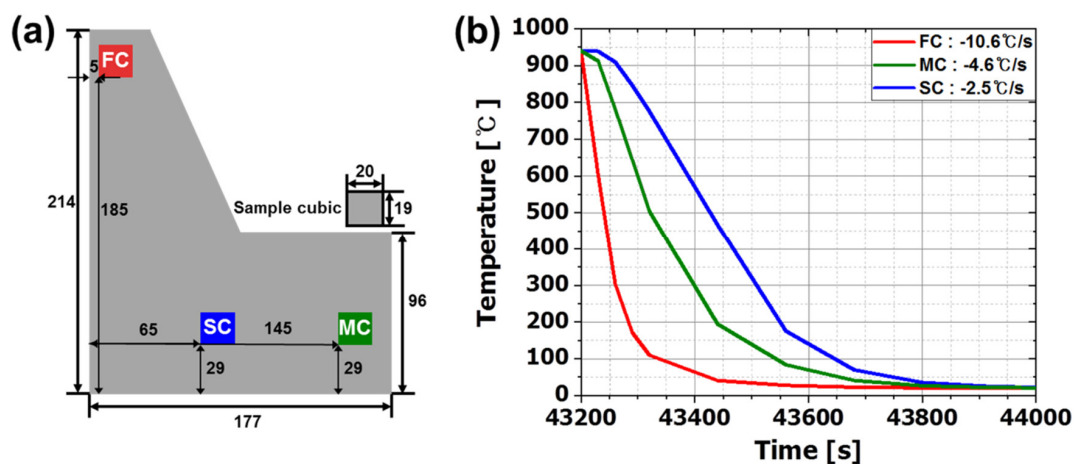 (a)
FC
5
214
185
20
Sample cubic
19
96
65
SC
145
MC
29
29
177
(b)
Temperature [℃]
1000
900
800
700
600
500
400
300
200
100
0
FC : -10.6℃/s
MC : -4.6℃/s
SC : -2.5℃/s
43200 43400 43600 43800 44000
Time [s]